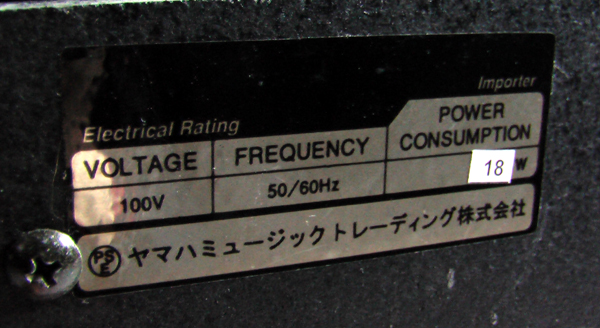 Importer
Electrical Rating
VOLTAGE FREQUENCY POWER CONSUMPTION
100V 50/60Hz 18 W
PSE ヤマハミュージックトレーディング株式会社